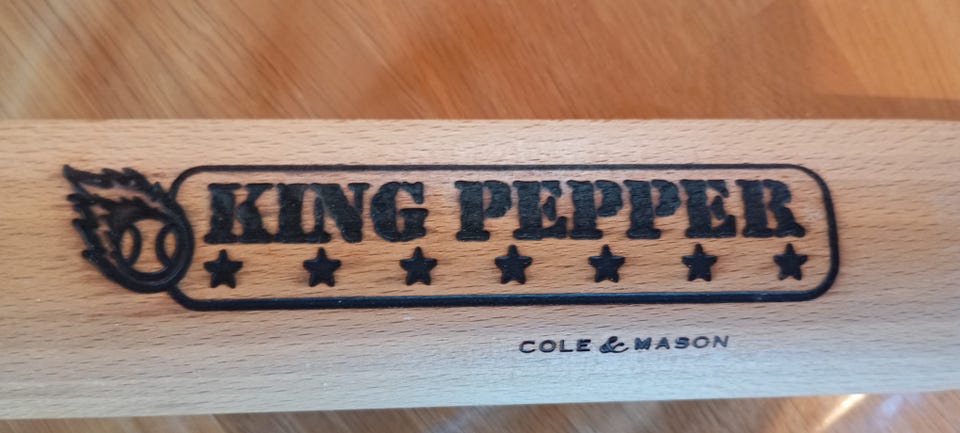 KING PEPPER
COLE & MASON